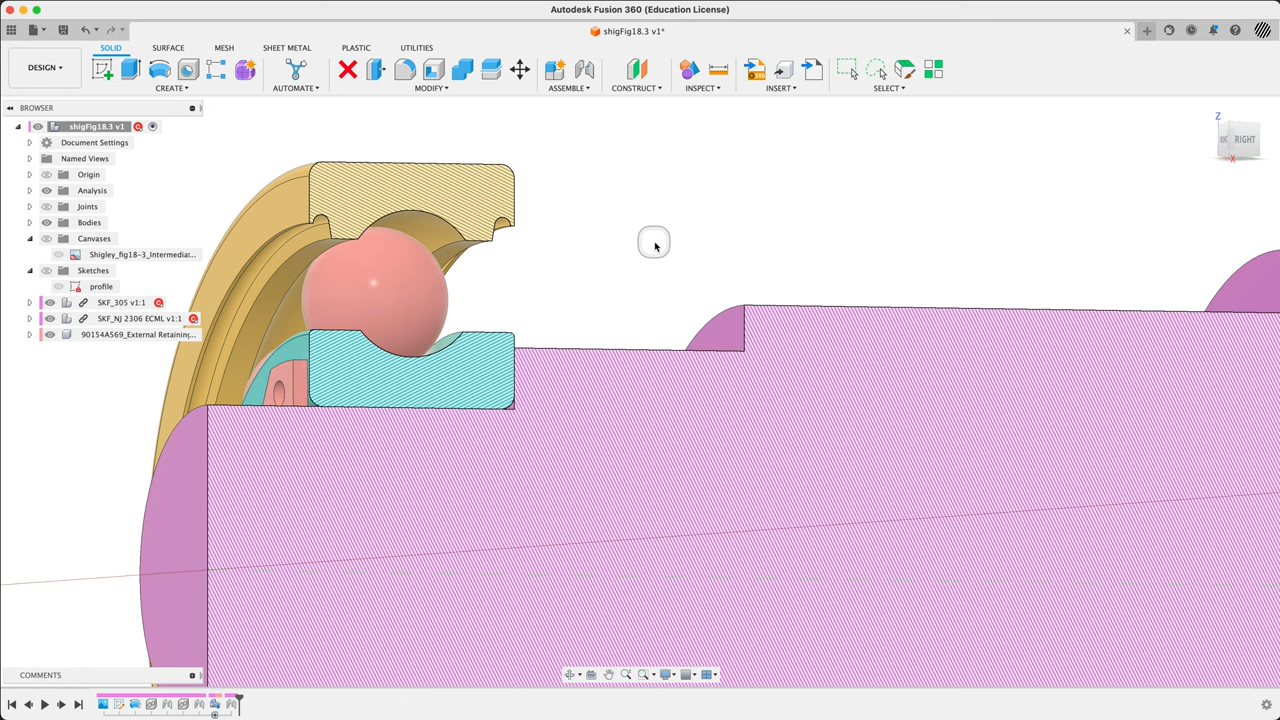 Autodesk Fusion 360 (Education License)
shigFig18.3 v1*
SOLID SURFACE MESH SHEET METAL PLASTIC UTILITIES
DESIGN
CREATE AUTOMATE MODIFY ASSEMBLE CONSTRUCT INSPECT INSERT SELECT
BROWSER
shigFig18.3 v1
Document Settings
Named Views
Origin
Analysis
Joints
Bodies
Canvases
Shigley_fig18-3_Intermedia...
Sketches
profile
SKF_305 v1:1
SKF_NJ 2306 ECML v1:1
90154A569_External Retaining...
Z
RIGHT
X
COMMENTS